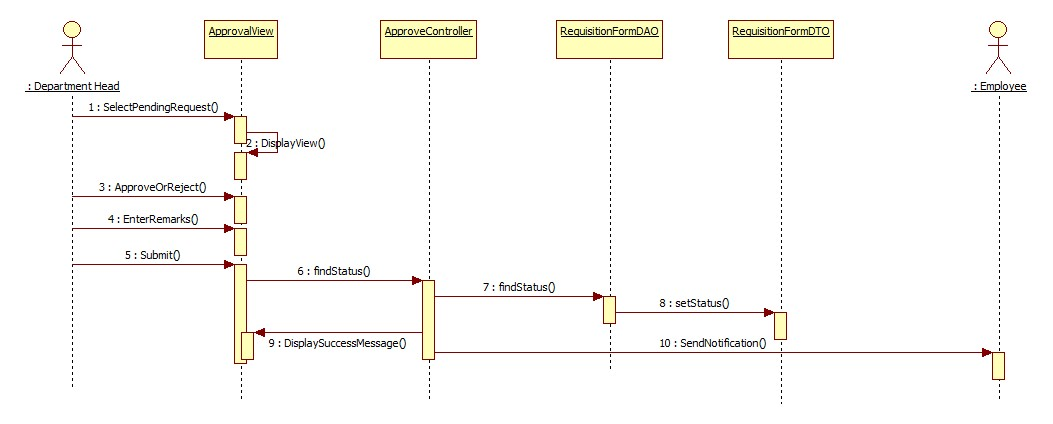 ApprovalView
ApproveController
RequisitionFormDAO
RequisitionFormDTO
: Department Head
: Employee
1 : SelectPendingRequest()
2 : DisplayView()
3 : ApproveOrReject()
4 : EnterRemarks()
5 : Submit()
6 : findStatus()
7 : findStatus()
8 : setStatus()
9 : DisplaySuccessMessage()
10 : SendNotification()